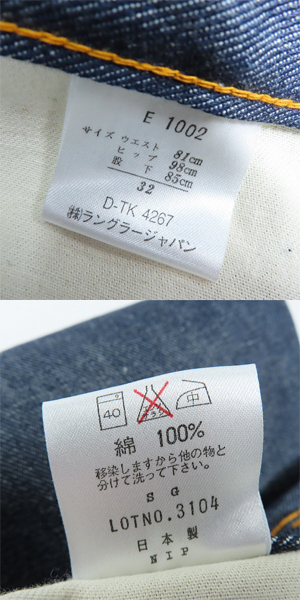 E 1002
サイズ ウエスト 81cm
ヒップ 98cm
股下 85cm
32
D-TK 4267
㈱ラングラージャパン
40 中
綿 100%
移染しますから他の物と
分けて洗って下さい。
S G
LOTNO.3104
日本製
N I P